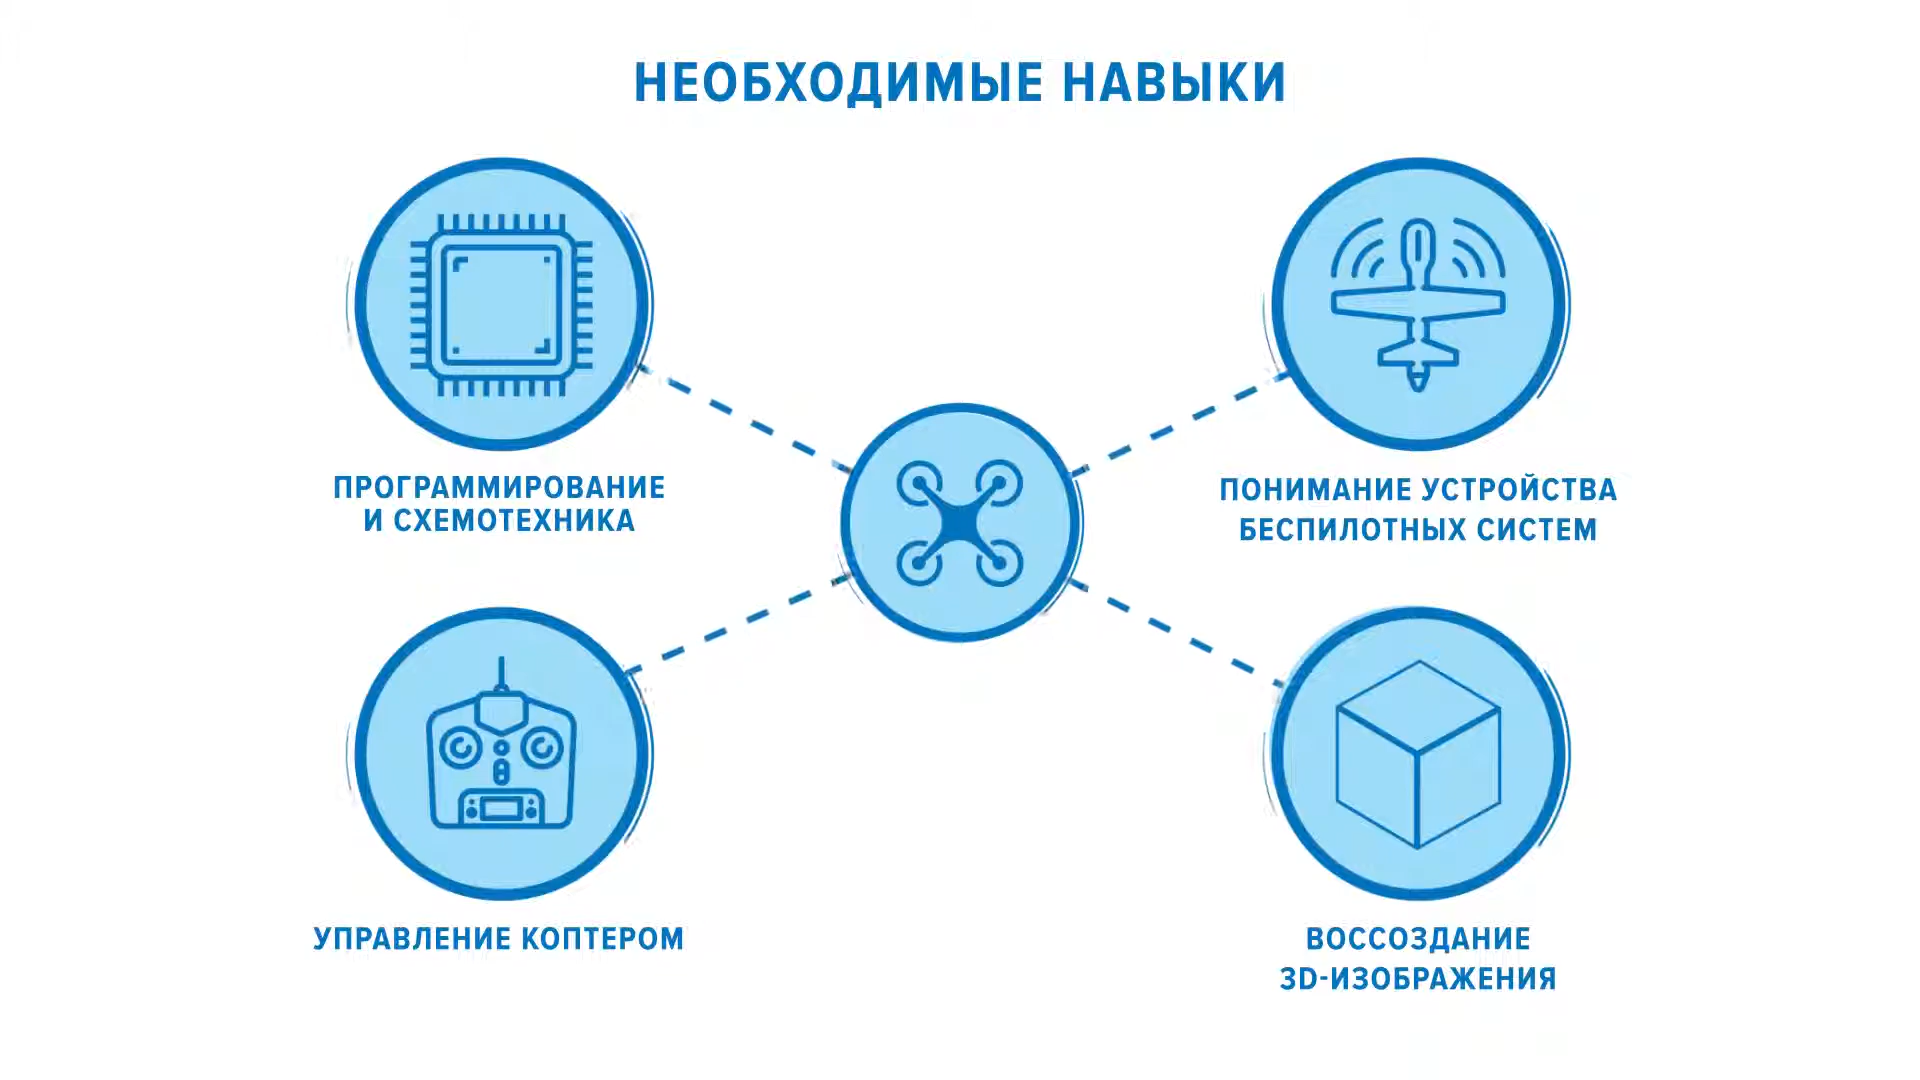 НЕОБХОДИМЫЕ НАВЫКИ
ПРОГРАММИРОВАНИЕ
И СХЕМОТЕХНИКА
ПОНИМАНИЕ УСТРОЙСТВА
БЕСПИЛОТНЫХ СИСТЕМ
УПРАВЛЕНИЕ КОПТЕРОМ
ВОССОЗДАНИЕ
3D-ИЗОБРАЖЕНИЯ